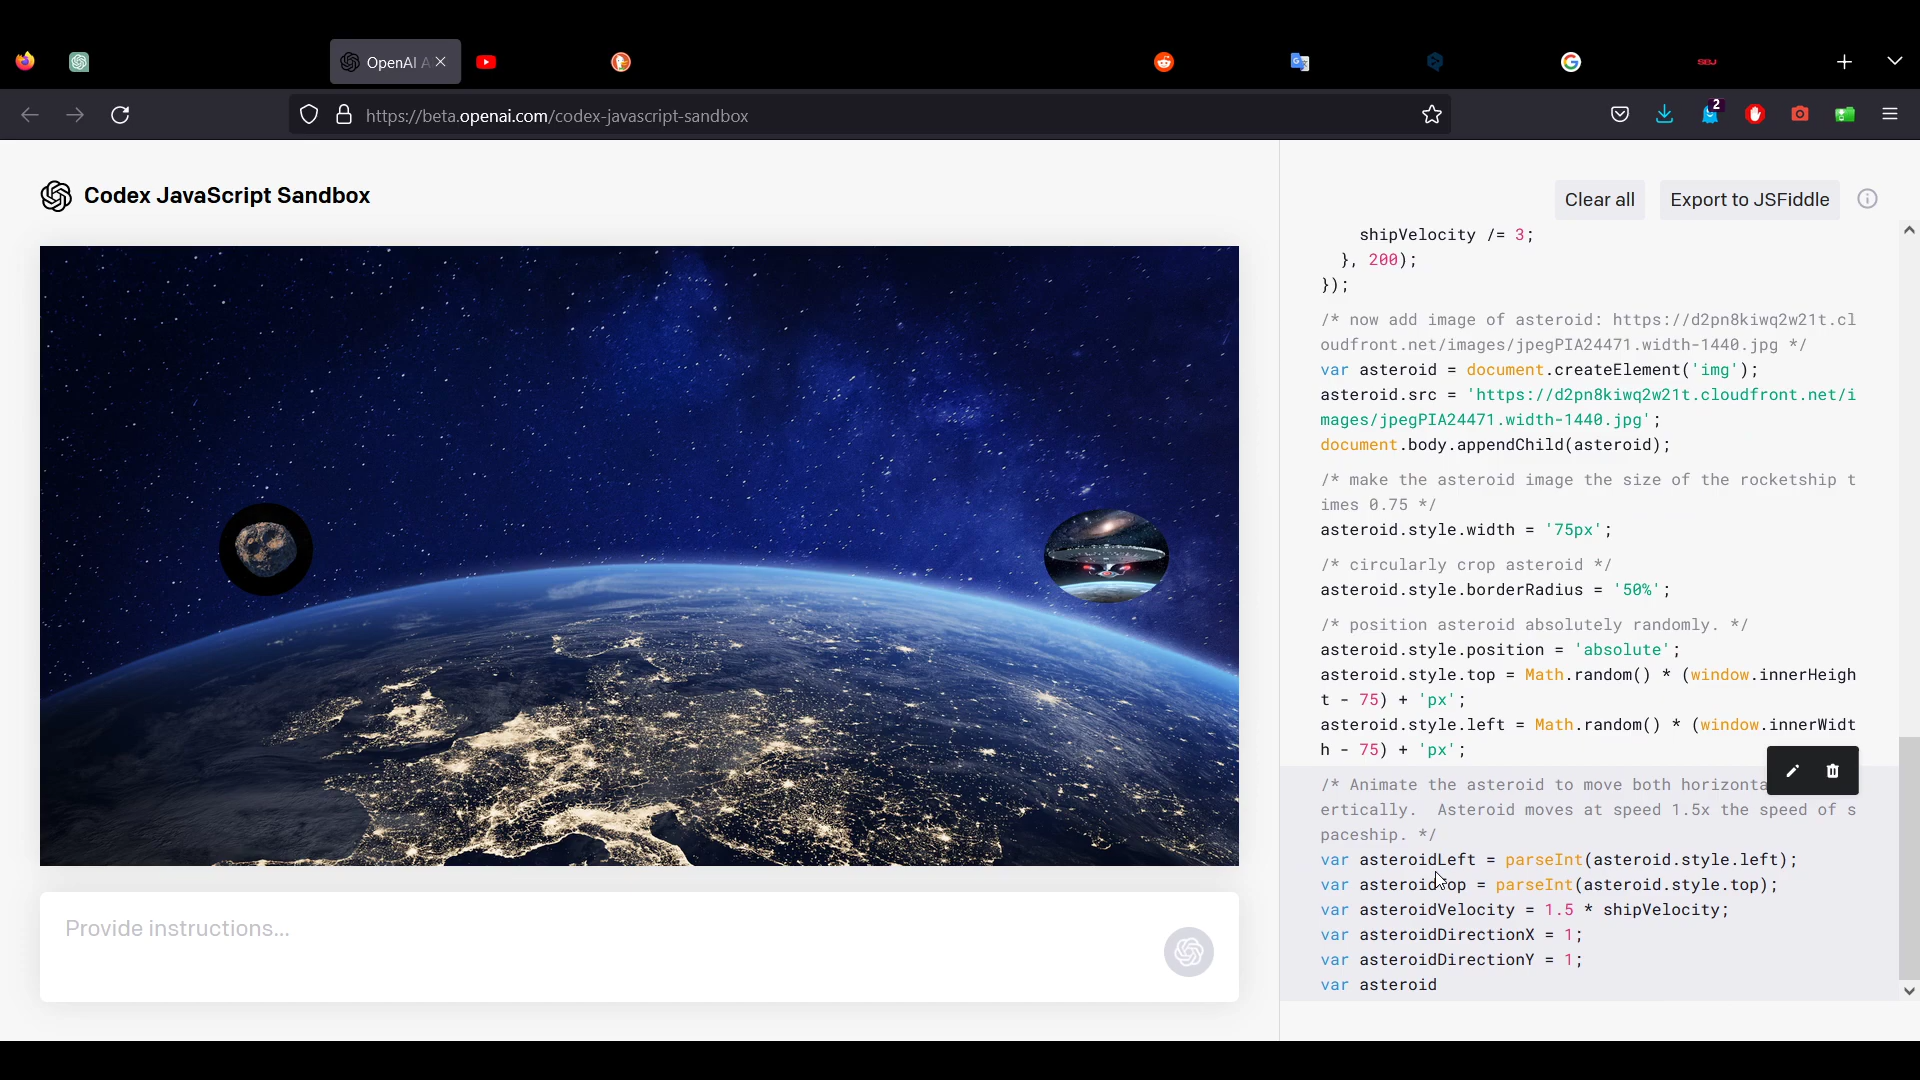 OpenAI A
SBJ
https://beta.openai.com/codex-javascript-sandbox
2
Codex JavaScript Sandbox
Clear all
Export to JSFiddle
shipVelocity /= 3;
}, 200);
});
/* now add image of asteroid: https://d2pn8kiwq2w21t.cl
oudfront.net/images/jpegPIA24471.width-1440.jpg */
var asteroid = document.createElement('img');
asteroid.src = 'https://d2pn8kiwq2w21t.cloudfront.net/i
mages/jpegPIA24471.width-1440.jpg';
document.body.appendChild(asteroid);
/* make the asteroid image the size of the rocketship t
imes 0.75 */
asteroid.style.width = '75px';
/* circularly crop asteroid */
asteroid.style.borderRadius = '50%';
/* position asteroid absolutely randomly. */
asteroid.style.position = 'absolute';
asteroid.style.top = Math.random() * (window.innerHeigh
t - 75) + 'px';
asteroid.style.left = Math.random() * (window.innerWidt
h - 75) + 'px';
/* Animate the asteroid to move both horizonta
ertically.  Asteroid moves at speed 1.5x the speed of s
paceship. */
var asteroidLeft = parseInt(asteroid.style.left);
var asteroidTop = parseInt(asteroid.style.top);
var asteroidVelocity = 1.5 * shipVelocity;
var asteroidDirectionX = 1;
var asteroidDirectionY = 1;
var asteroid
Provide instructions...